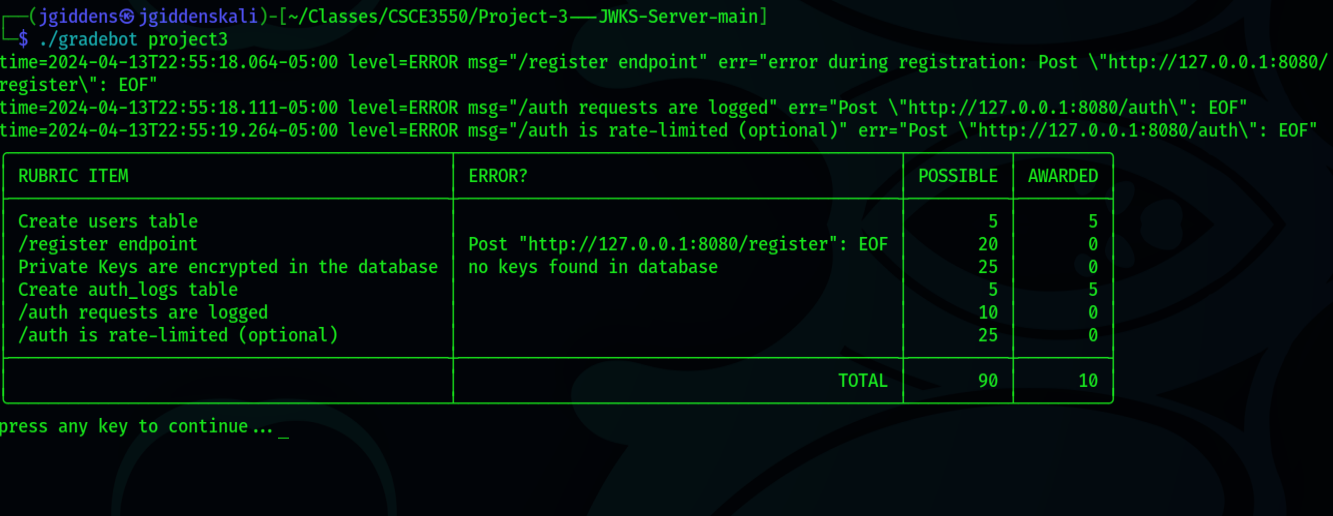 ┌──(jgiddens㉿jgiddenskali)-[~/Classes/CSCE3550/Project-3---JWKS-Server-main]
└─$ ./gradebot project3
time=2024-04-13T22:55:18.064-05:00 level=ERROR msg="/register endpoint" err="error during registration: Post \"http://127.0.0.1:8080/
register\": EOF"
time=2024-04-13T22:55:18.111-05:00 level=ERROR msg="/auth requests are logged" err="Post \"http://127.0.0.1:8080/auth\": EOF"
time=2024-04-13T22:55:19.264-05:00 level=ERROR msg="/auth is rate-limited (optional)" err="Post \"http://127.0.0.1:8080/auth\": EOF"
RUBRIC ITEM ERROR? POSSIBLE AWARDED
Create users table 5 5
/register endpoint Post "http://127.0.0.1:8080/register": EOF 20 0
Private Keys are encrypted in the database no keys found in database 25 0
Create auth_logs table 5 5
/auth requests are logged 10 0
/auth is rate-limited (optional) 25 0
TOTAL 90 10
press any key to continue..._